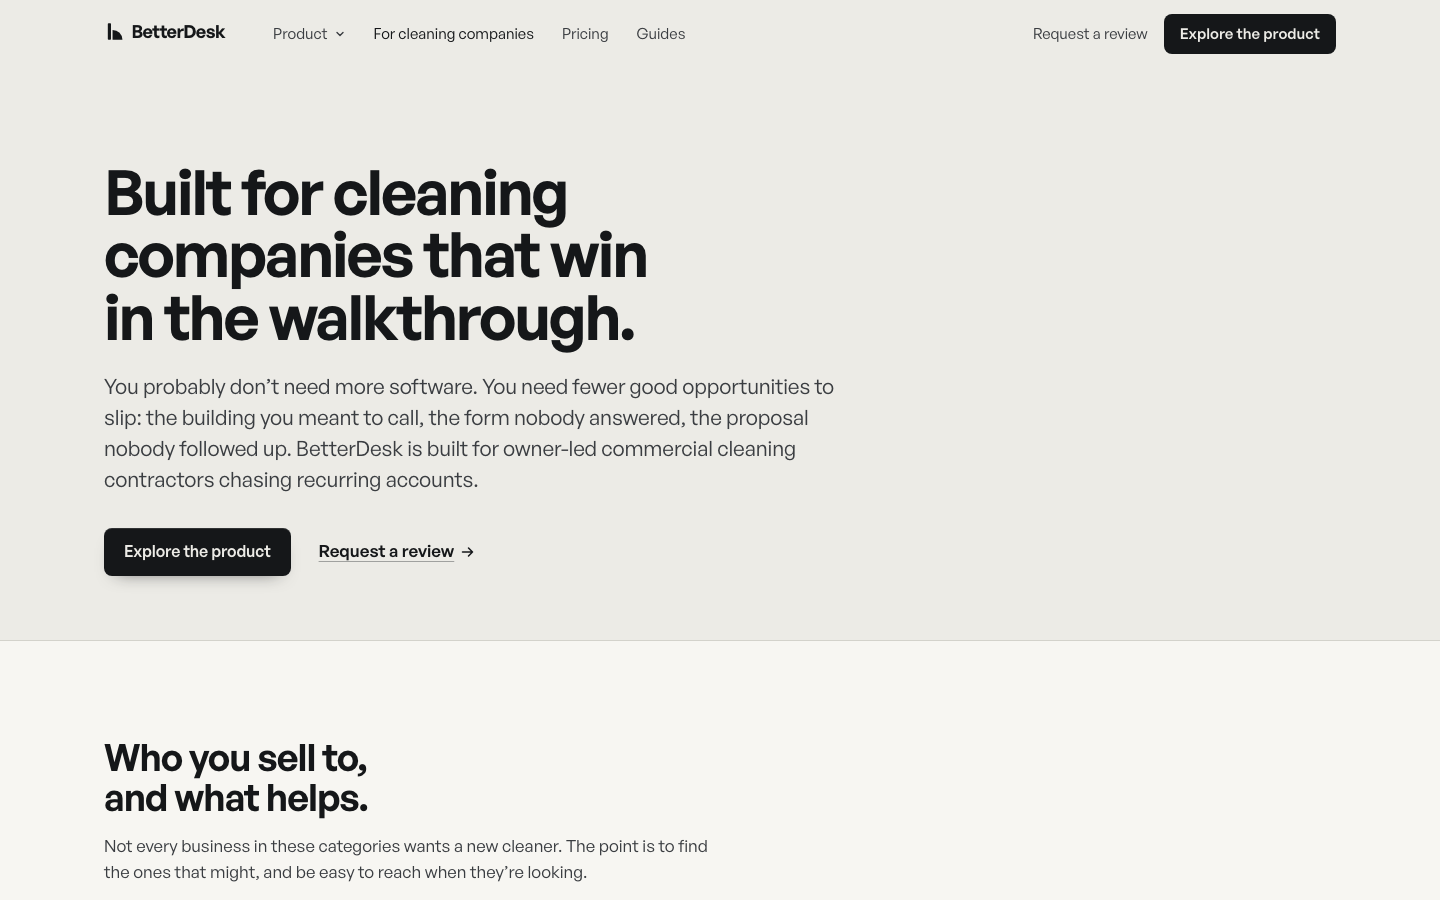 BetterDesk
Product
For cleaning companies
Pricing
Guides
Request a review
Explore the product
Built for cleaning
companies that win
in the walkthrough.
You probably don’t need more software. You need fewer good opportunities to
slip: the building you meant to call, the form nobody answered, the proposal
nobody followed up. BetterDesk is built for owner-led commercial cleaning
contractors chasing recurring accounts.
Explore the product
Request a review →
Who you sell to,
and what helps.
Not every business in these categories wants a new cleaner. The point is to find
the ones that might, and be easy to reach when they’re looking.